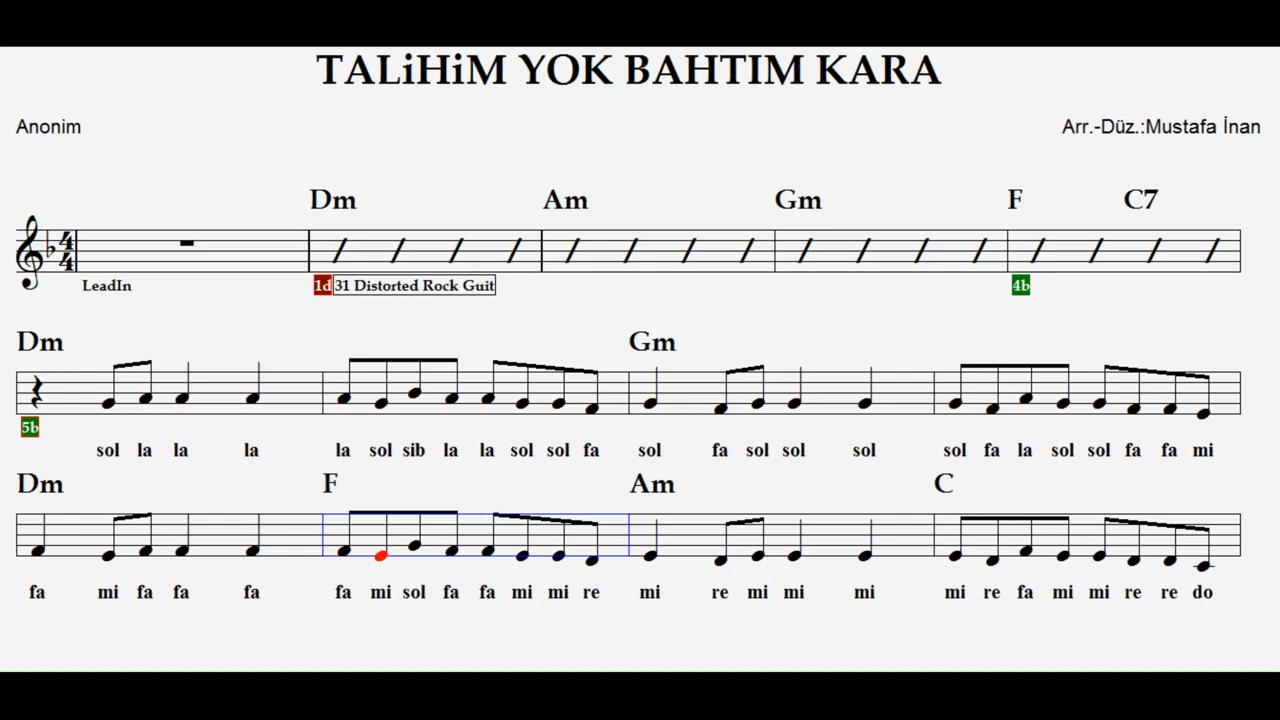 TALiHiM YOK BAHTIM KARA
Anonim
Arr.-Düz.:Mustafa İnan
Dm Am Gm F C7
4 4
LeadIn 1d 31 Distorted Rock Guit 4b
Dm Gm
5b
sol la la la la sol sib la la sol sol fa sol fa sol sol sol sol fa la sol sol fa fa mi
Dm F Am C
fa mi fa fa fa fa mi sol fa fa mi mi re mi re mi mi mi mi re fa mi mi re re do